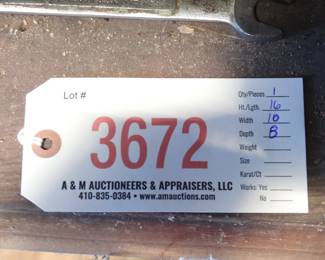 Lot #
3672
A & M AUCTIONEERS & APPRAISERS, LLC
410-835-0384 • www.amauctions.com
Qty/Pieces 1
Ht./Lgth 16
Width 10
Depth 8
Weight
Size
Karat/Ct
Works: Yes
No